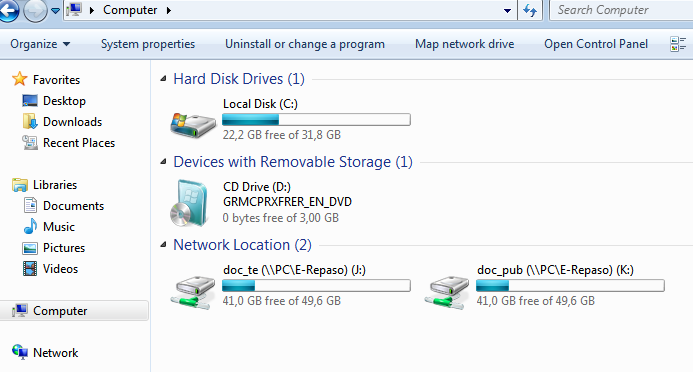 Computer
Search Computer
Organize System properties Uninstall or change a program Map network drive Open Control Panel
Favorites
Desktop
Downloads
Recent Places
Libraries
Documents
Music
Pictures
Videos
Computer
Network
Hard Disk Drives (1)
Local Disk (C:)
22,2 GB free of 31,8 GB
Devices with Removable Storage (1)
CD Drive (D:)
GRMCPRXFRER_EN_DVD
0 bytes free of 3,00 GB
Network Location (2)
doc_te (\\PC\E-Repaso) (J:)
41,0 GB free of 49,6 GB
doc_pub (\\PC\E-Repaso) (K:)
41,0 GB free of 49,6 GB